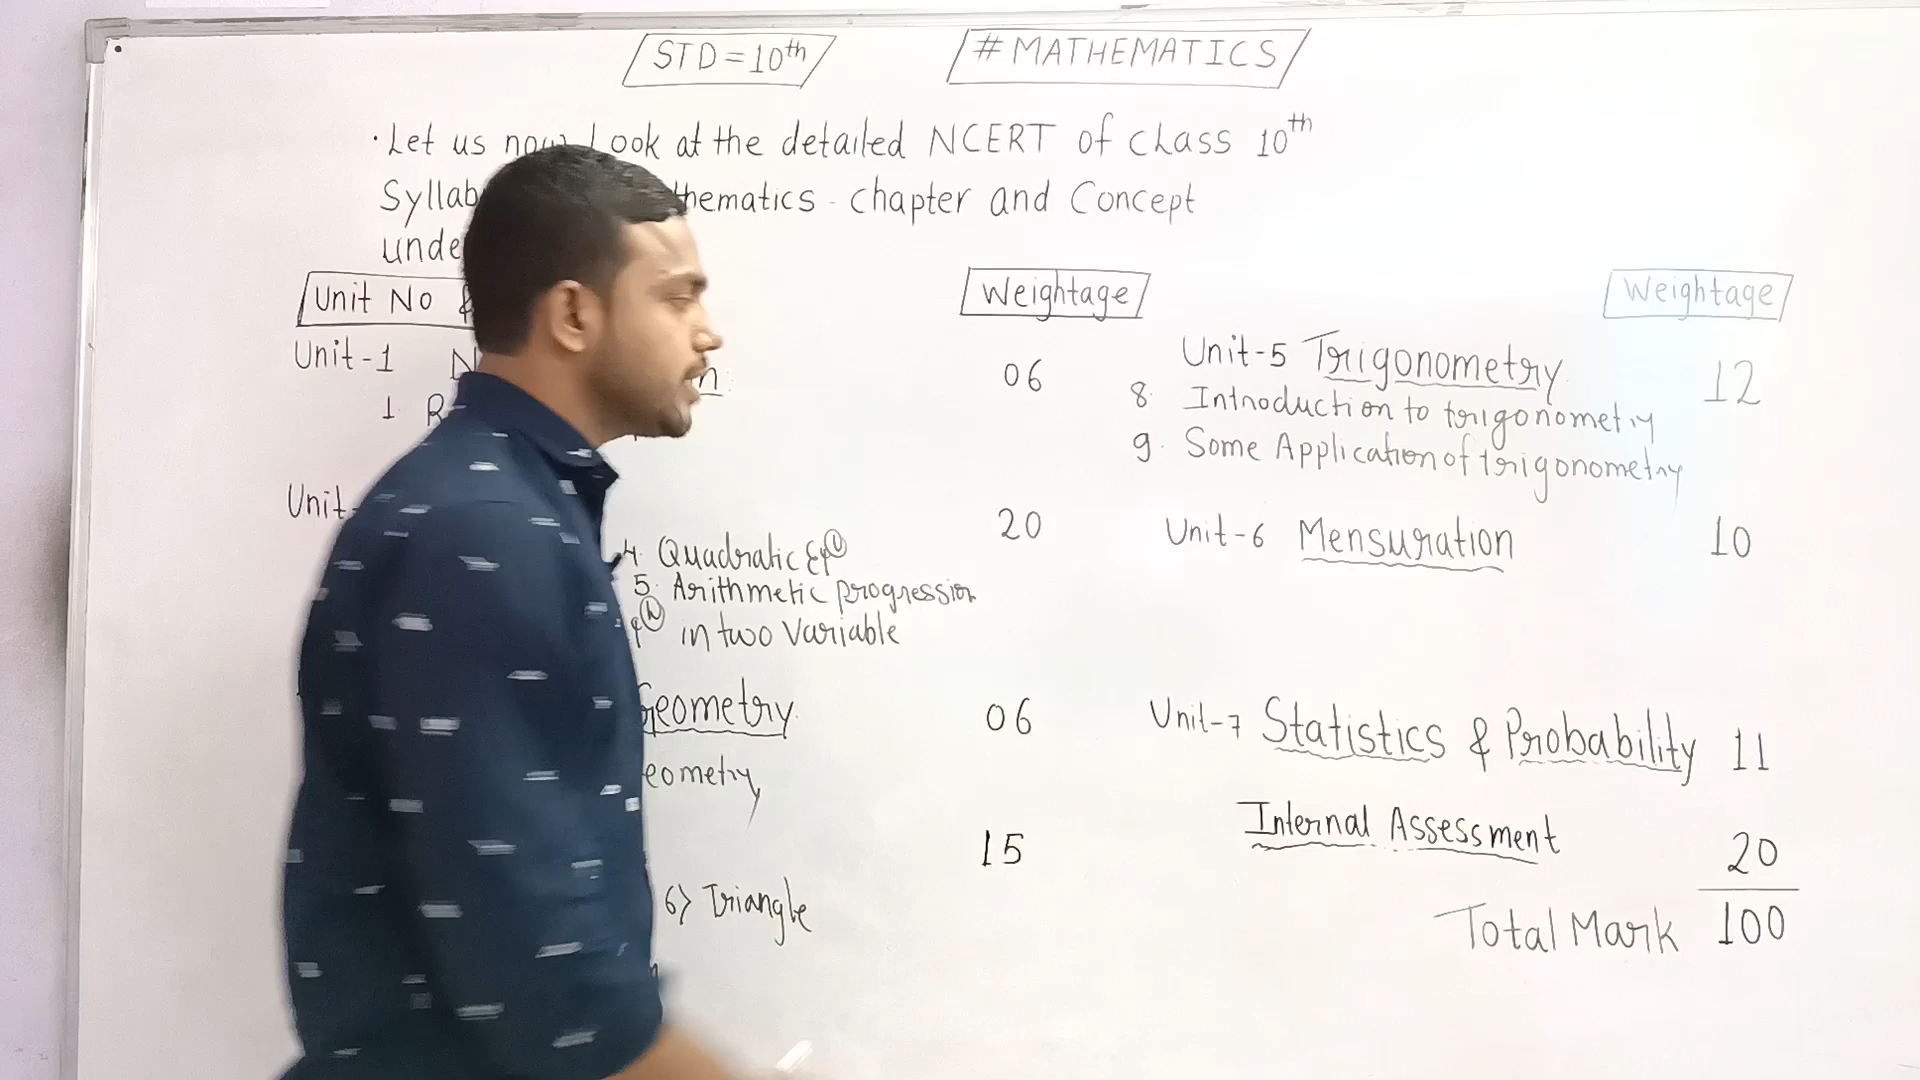 STD=10th
#MATHEMATICS
·Let us now Look at the detailed NCERT of class 10th
Syllab hematics - chapter and Concept
unde
Unit No &
Weightage
Unit-1 N n:
06
1. R
Unit-
20
4. Quadratic Eqn
5. Arithmetic progression
qn in two Variable
Geometry
06
eometry
15
6) Triangle
Weightage
Unit-5 Trigonometry
12
8. Introduction to trigonometry
9. Some Application of trigonometry
Unit-6 Mensuration
10
Unit-7 Statistics & Probability 11
Internal Assessment
20
Total Mark 100